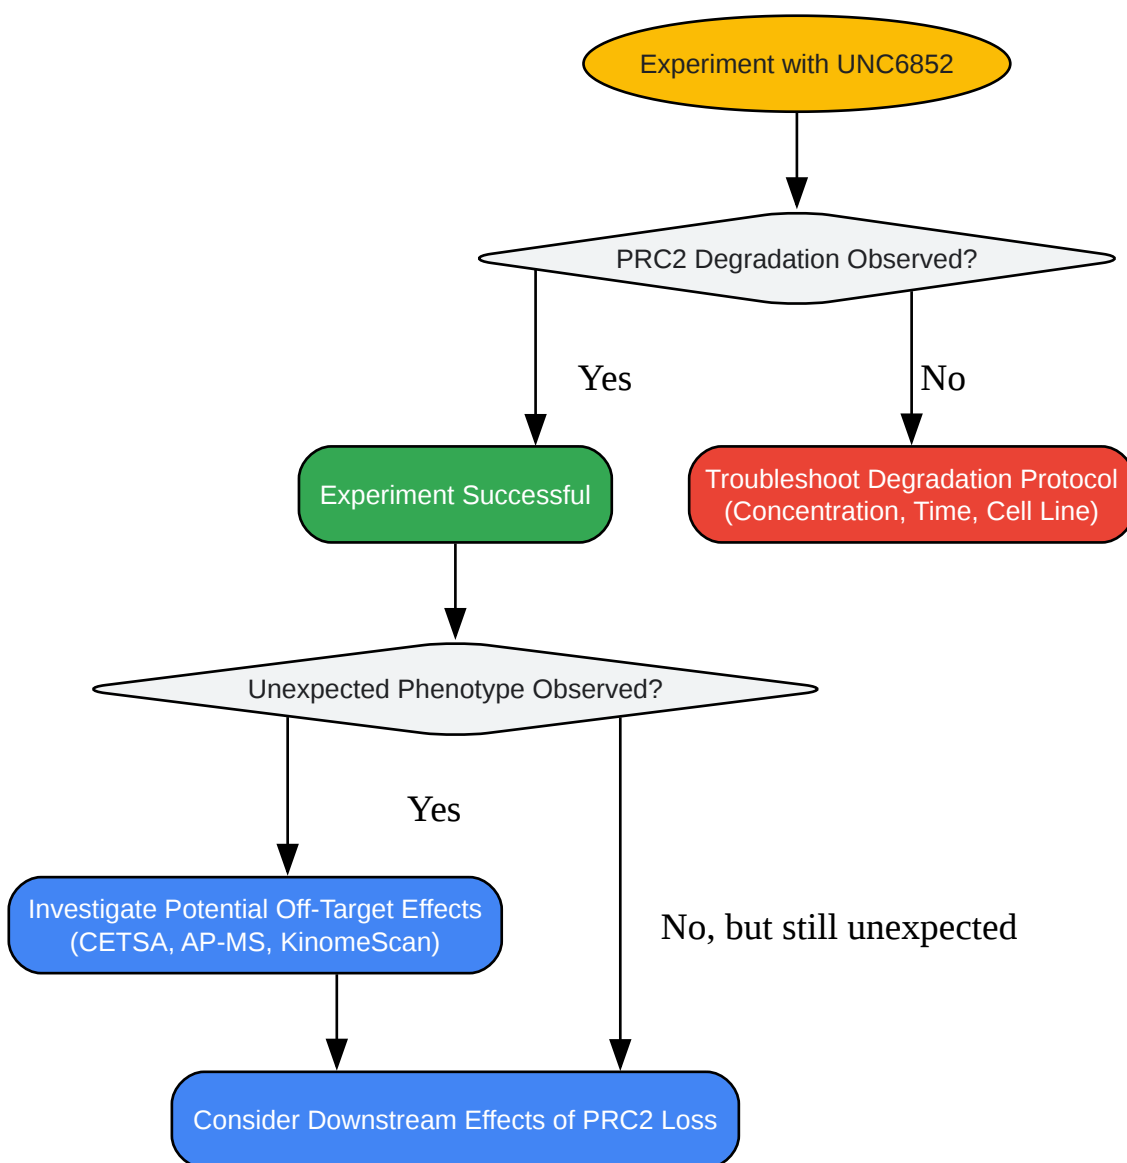 Experiment with UNC6852
PRC2 Degradation Observed?
Yes
No
Experiment Successful
Troubleshoot Degradation Protocol
(Concentration, Time, Cell Line)
Unexpected Phenotype Observed?
Yes
Investigate Potential Off-Target Effects
(CETSA, AP-MS, KinomeScan)
No, but still unexpected
Consider Downstream Effects of PRC2 Loss